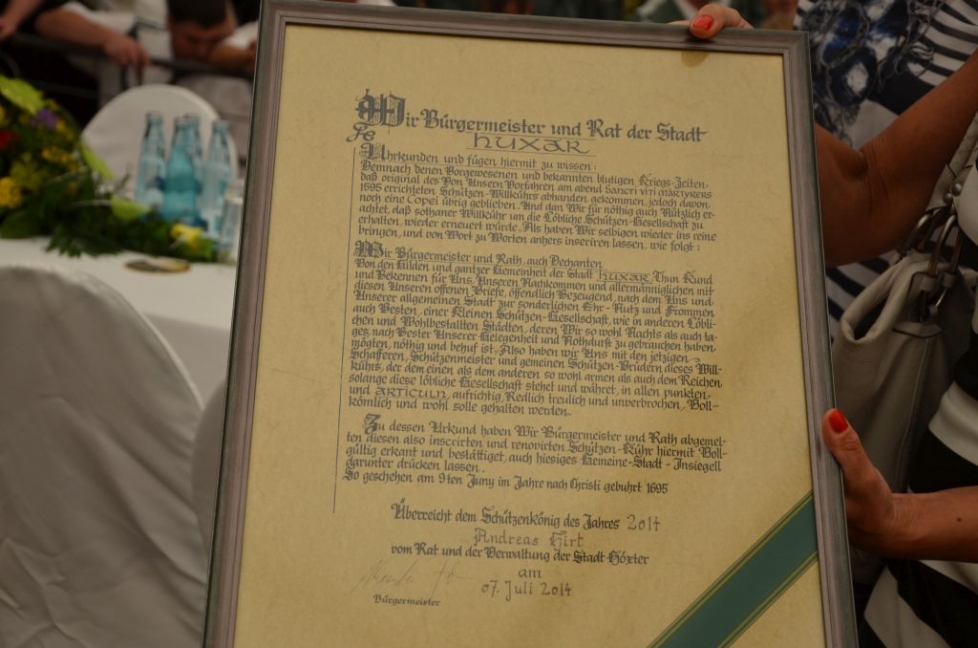 Wir Bürgermeister und Rat der Stadt
HUXAR
Uhrkunden und fügen hiermit zu wissen:
Demnach denen Vorgewesenen und bekannten blutigen Kriegs-Zeiten,
das original des Von Unsern Vorfahren am abend SANCTI VITI MARTYRERS
1695 errichteten Schützen-Willkührs abhanden gekommen, jedoch davon
noch eine Copei übrig geblieben. Und dan Wir für nöthig auch Nützlich er-
achtet, daß sothaner Willkühr um die Löbliche Schützen-Gesellschaft zu
erhalten, wieder erneuert würde. Als haben Wir selbigen wieder ins reine
bringen, und von Wort zu Worten anhero inseriren lassen, wie folgt:
Wir Bürgermeister und Rath, auch Dechanten
Von den Gilden und gantzer Gemeinheit der Stadt HUXAR Thun Kund
und Bekennen für Uns, Unseren Nachkommen und allermänniglichen mit
diesen Unseren offenen Briefe, öffendlich Bezeugend, nach dem Uns und
Unserer allgemeinen Stadt zur sonderlichen Ehr- Nutz und Frommen
auch Besten, einer Kleinen Schützen-Gesellschaft, wie in anderen Löbli-
chen und Wohlbestallten Städten, deren Wir so wohl Nachts als auch ta-
ges nach Bester Unserer Gelegenheit und Nothdurft zu gebrauchen haben,
mögten, nöthig und behuf ist. Also haben wir Uns mit den jetzigen
Schafferen, Schützenmeister und gemeinen Schützen-Brüdern dieses Will-
kührs, der dem einen als dem anderen so wohl armen als auch dem Reichen
solange diese löbliche Gesellschaft stehet und währet, in allen punkten
und ARTICULN, aufrichtig, Redlich treulich und unverbrochen, Voll-
kömlich und wohl solle gehalten werden.
Zu dessen Uhrkund haben Wir Bürgermeister und Rath abgemel-
ten diesen also inscrirten und renovirten Schützen-Kühr hiermit Voll-
gültig erkant und bestättiget, auch hiesiges Gemeine-Stadt-Insiegell
darunter drücken lassen.
So geschehen am 9ten Juny im Jahre nach Christi gebuhrt 1695
Überreicht dem Schützenkönig des Jahres 2014
Andreas Hirt
vom Rat und der Verwaltung der Stadt Höxter
am
07. Juli 2014
Bürgermeister